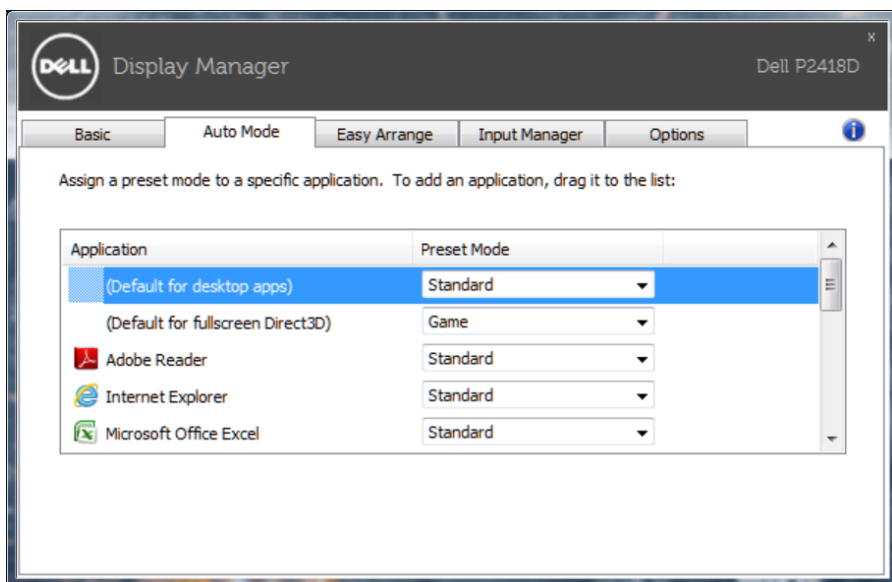 x
DELL Display Manager Dell P2418D
Basic Auto Mode Easy Arrange Input Manager Options i
Assign a preset mode to a specific application. To add an application, drag it to the list:
Application Preset Mode
(Default for desktop apps) Standard
(Default for fullscreen Direct3D) Game
Adobe Reader Standard
Internet Explorer Standard
Microsoft Office Excel Standard